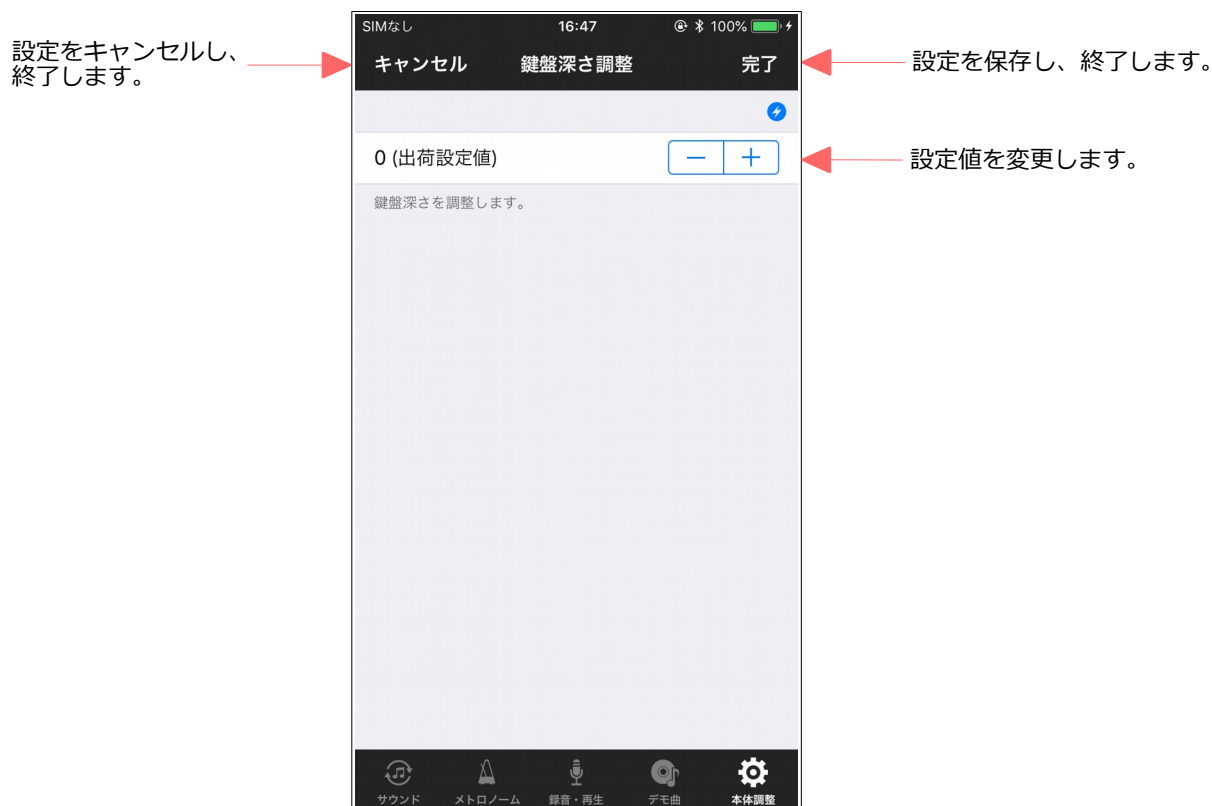 SIMなし 16:47 100%
設定をキャンセルし、
終了します。
キャンセル 鍵盤深さ調整 完了
設定を保存し、終了します。
0 (出荷設定値)
設定値を変更します。
鍵盤深さを調整します。
サウンド メトロノーム 録音・再生 デモ曲 本体調整